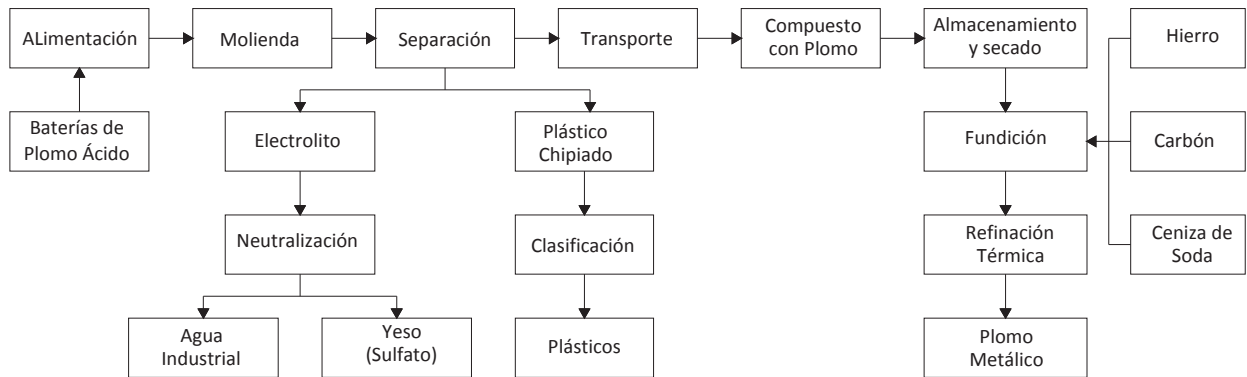 ALimentación
Molienda
Separación
Transporte
Compuesto
con Plomo
Almacenamiento
y secado
Hierro
Baterías de
Plomo Ácido
Electrolito
Plástico
Chipiado
Fundición
Carbón
Neutralización
Clasificación
Refinación
Térmica
Ceniza de
Soda
Agua
Industrial
Yeso
(Sulfato)
Plásticos
Plomo
Metálico